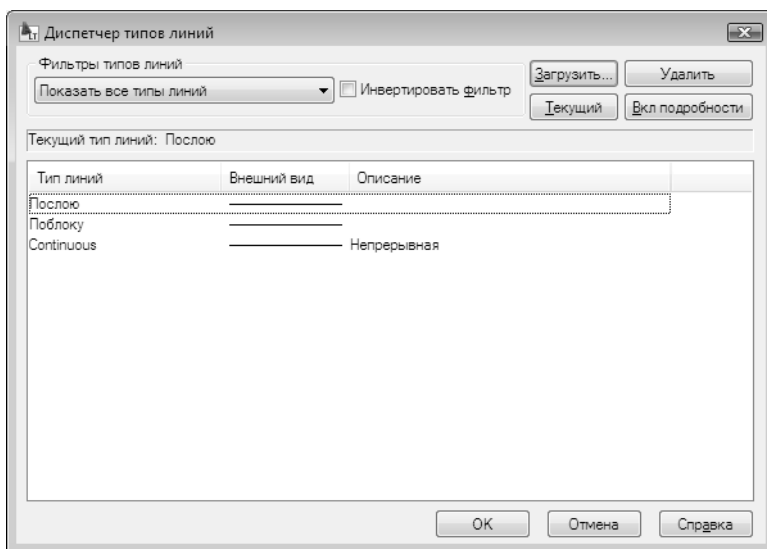 LT Диспетчер типов линий
Фильтры типов линий
Показать все типы линий
Инвертировать фильтр
Загрузить...
Удалить
Текущий
Вкл подробности
Текущий тип линий: Послою
Тип линий Внешний вид Описание
Послою
Поблоку
Continuous Непрерывная
OK Отмена Справка